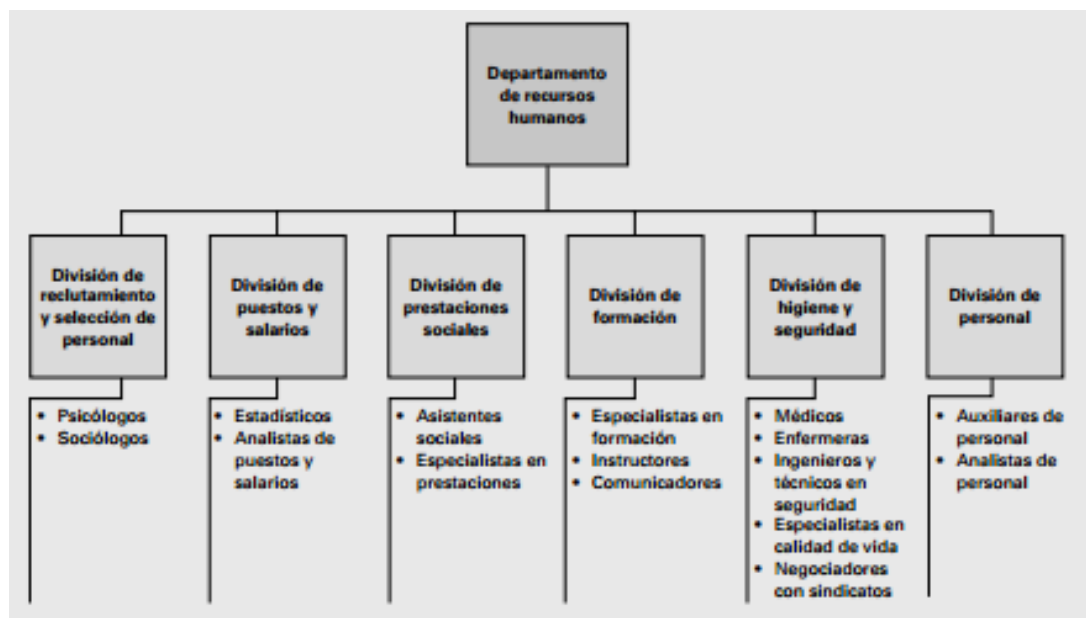 Departamento
de recursos
humanos
División de
reclutamiento
y selección de
personal
División de
puestos y
salarios
División de
prestaciones
sociales
División de
formación
División de
higiene y
seguridad
División de
personal
• Psicólogos
• Sociólogos
• Estadísticos
• Analistas de
puestos y
salarios
• Asistentes
sociales
• Especialistas en
prestaciones
• Especialistas en
formación
• Instructores
• Comunicadores
• Médicos
• Enfermeras
• Ingenieros y
técnicos en
seguridad
• Especialistas en
calidad de vida
• Negociadores
con sindicatos
• Auxiliares de
personal
• Analistas de
personal